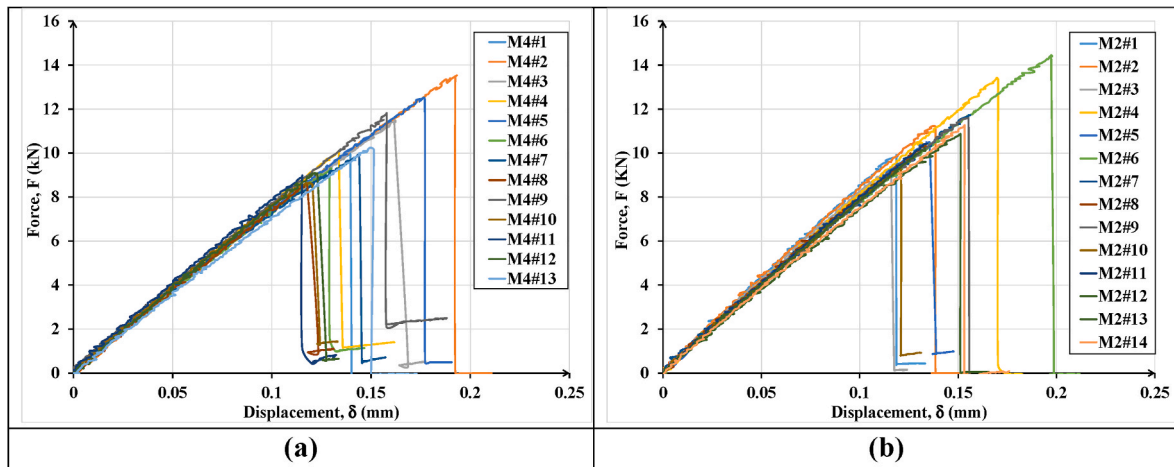 16
14
12
10
8
6
4
2
0
Force, F (kN)
0
0.05
0.1
0.15
0.2
0.25
Displacement, δ (mm)
M4#1
M4#2
M4#3
M4#4
M4#5
M4#6
M4#7
M4#8
M4#9
M4#10
M4#11
M4#12
M4#13
(a)
16
14
12
10
8
6
4
2
0
Force, F (KN)
0
0.05
0.1
0.15
0.2
0.25
Displacement, δ (mm)
M2#1
M2#2
M2#3
M2#4
M2#5
M2#6
M2#7
M2#8
M2#9
M2#10
M2#11
M2#12
M2#13
M2#14
(b)